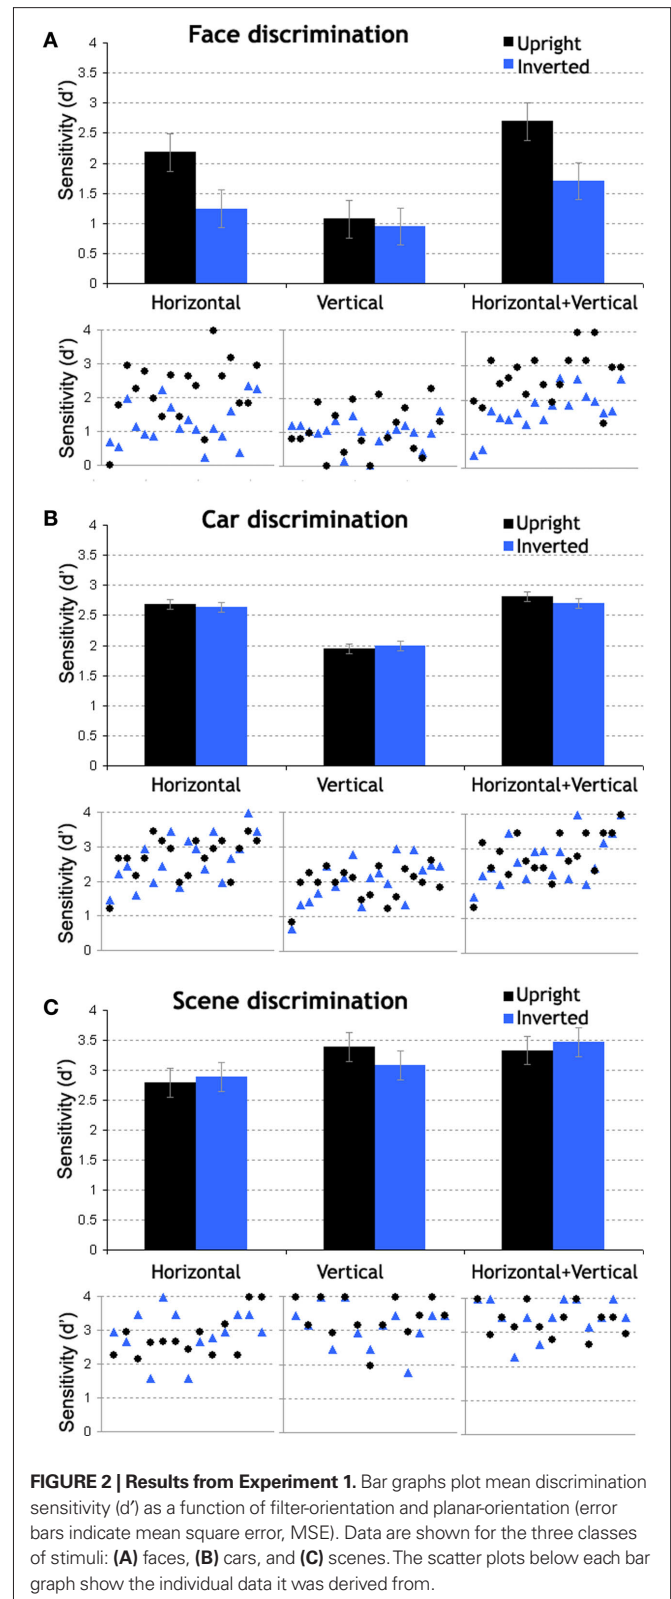 A
Face discrimination
Upright
Inverted
Sensitivity (d')
4
3.5
3
2.5
2
1.5
1
0.5
0
Horizontal
Vertical
Horizontal+Vertical
Sensitivity (d')
4
3
2
1
0
B
Car discrimination
Upright
Inverted
Sensitivity (d')
4
3.5
3
2.5
2
1.5
1
0.5
0
Horizontal
Vertical
Horizontal+Vertical
Sensitivity (d')
4
3
2
1
0
C
Scene discrimination
Upright
Inverted
Sensitivity (d')
4
3.5
3
2.5
2
1.5
1
0.5
0
Horizontal
Vertical
Horizontal+Vertical
Sensitivity (d')
4
3
2
1
0
FIGURE 2 | Results from Experiment 1. Bar graphs plot mean discrimination
sensitivity (d′) as a function of filter-orientation and planar-orientation (error
bars indicate mean square error, MSE). Data are shown for the three classes
of stimuli: (A) faces, (B) cars, and (C) scenes. The scatter plots below each bar
graph show the individual data it was derived from.